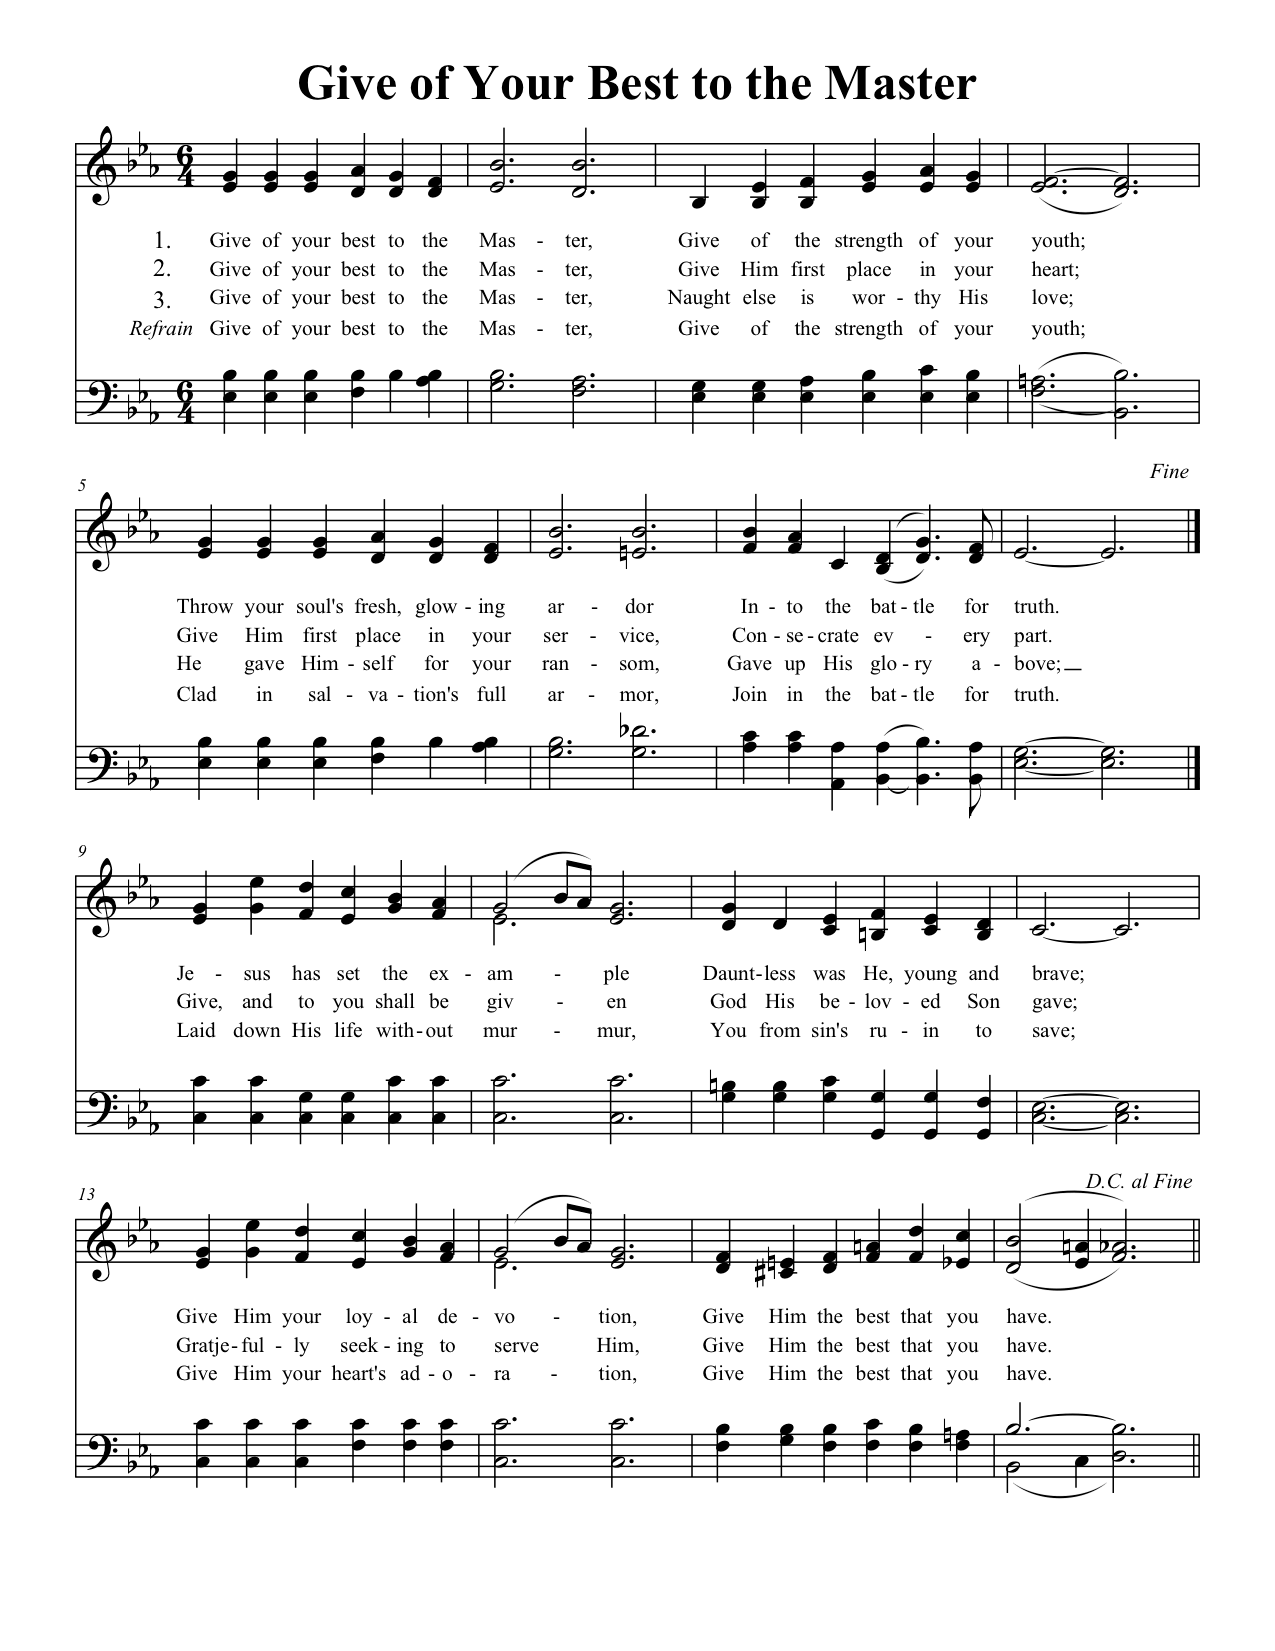 Give of Your Best to the Master
6
4
1. Give of your best to the Mas - ter, Give of the strength of your youth;
2. Give of your best to the Mas - ter, Give Him first place in your heart;
3. Give of your best to the Mas - ter, Naught else is wor - thy His love;
Refrain Give of your best to the Mas - ter, Give of the strength of your youth;
6
4
Fine
5
Throw your soul's fresh, glow - ing ar - dor In - to the bat - tle for truth.
Give Him first place in your ser - vice, Con - se - crate ev - ery part.
He gave Him - self for your ran - som, Gave up His glo - ry a - bove;
Clad in sal - va - tion's full ar - mor, Join in the bat - tle for truth.
9
Je - sus has set the ex - am - ple Daunt - less was He, young and brave;
Give, and to you shall be giv - en God His be - lov - ed Son gave;
Laid down His life with - out mur - mur, You from sin's ru - in to save;
D.C. al Fine
13
Give Him your loy - al de - vo - tion, Give Him the best that you have.
Gratje - ful - ly seek - ing to serve Him, Give Him the best that you have.
Give Him your heart's ad - o - ra - tion, Give Him the best that you have.